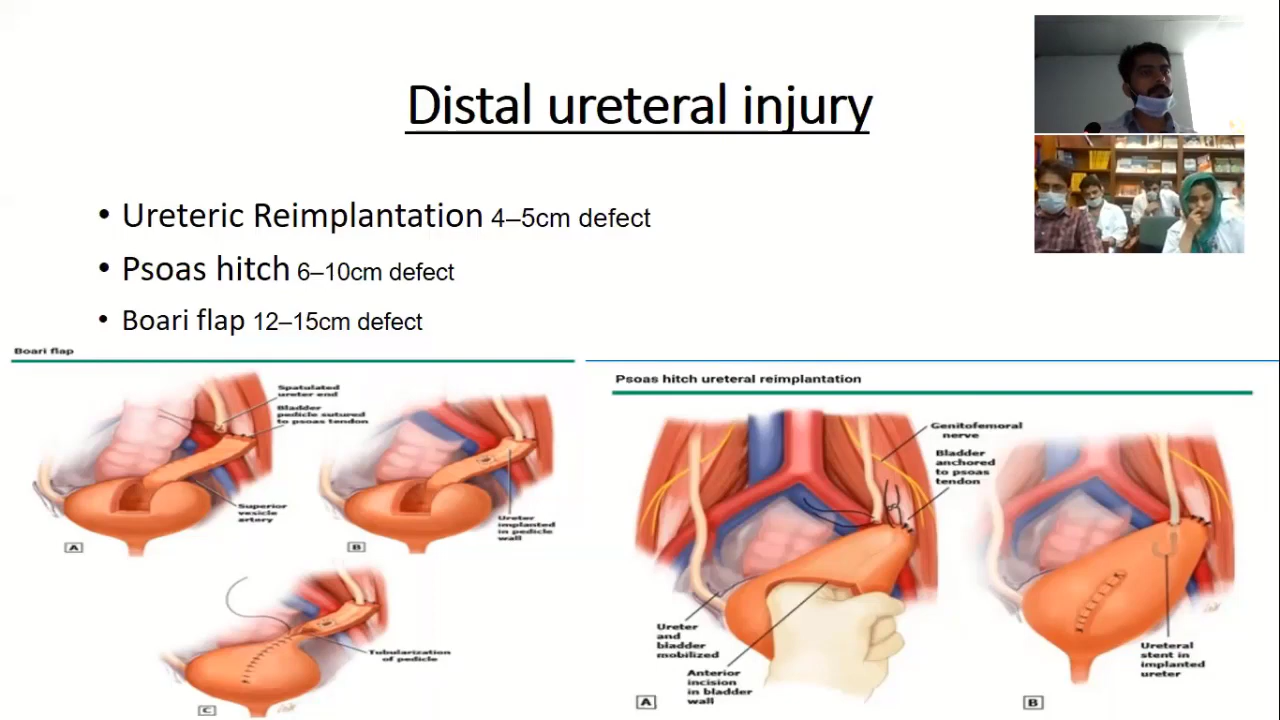 Distal ureteral injury
• Ureteric Reimplantation 4–5cm defect
• Psoas hitch 6–10cm defect
• Boari flap 12–15cm defect
Boari flap
Spatulated
ureter end
Bladder
pedicle sutured
to psoas tendon
Superior
vesicle
artery
A
Ureter
implanted
in pedicle
wall
B
Tubularization
of pedicle
C
Psoas hitch ureteral reimplantation
Genitofemoral
nerve
Bladder
anchored
to psoas
tendon
Ureter
and
bladder
mobilized
Anterior
incision
in bladder
wall
A
Ureteral
stent in
implanted
ureter
B